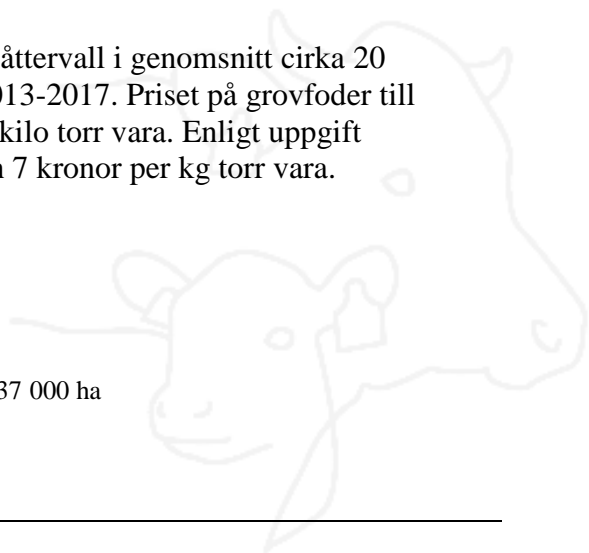 åttervall i genomsnitt cirka 20
013-2017. Priset på grovfoder till
kilo torr vara. Enligt uppgift
7 kronor per kg torr vara.
37 000 ha